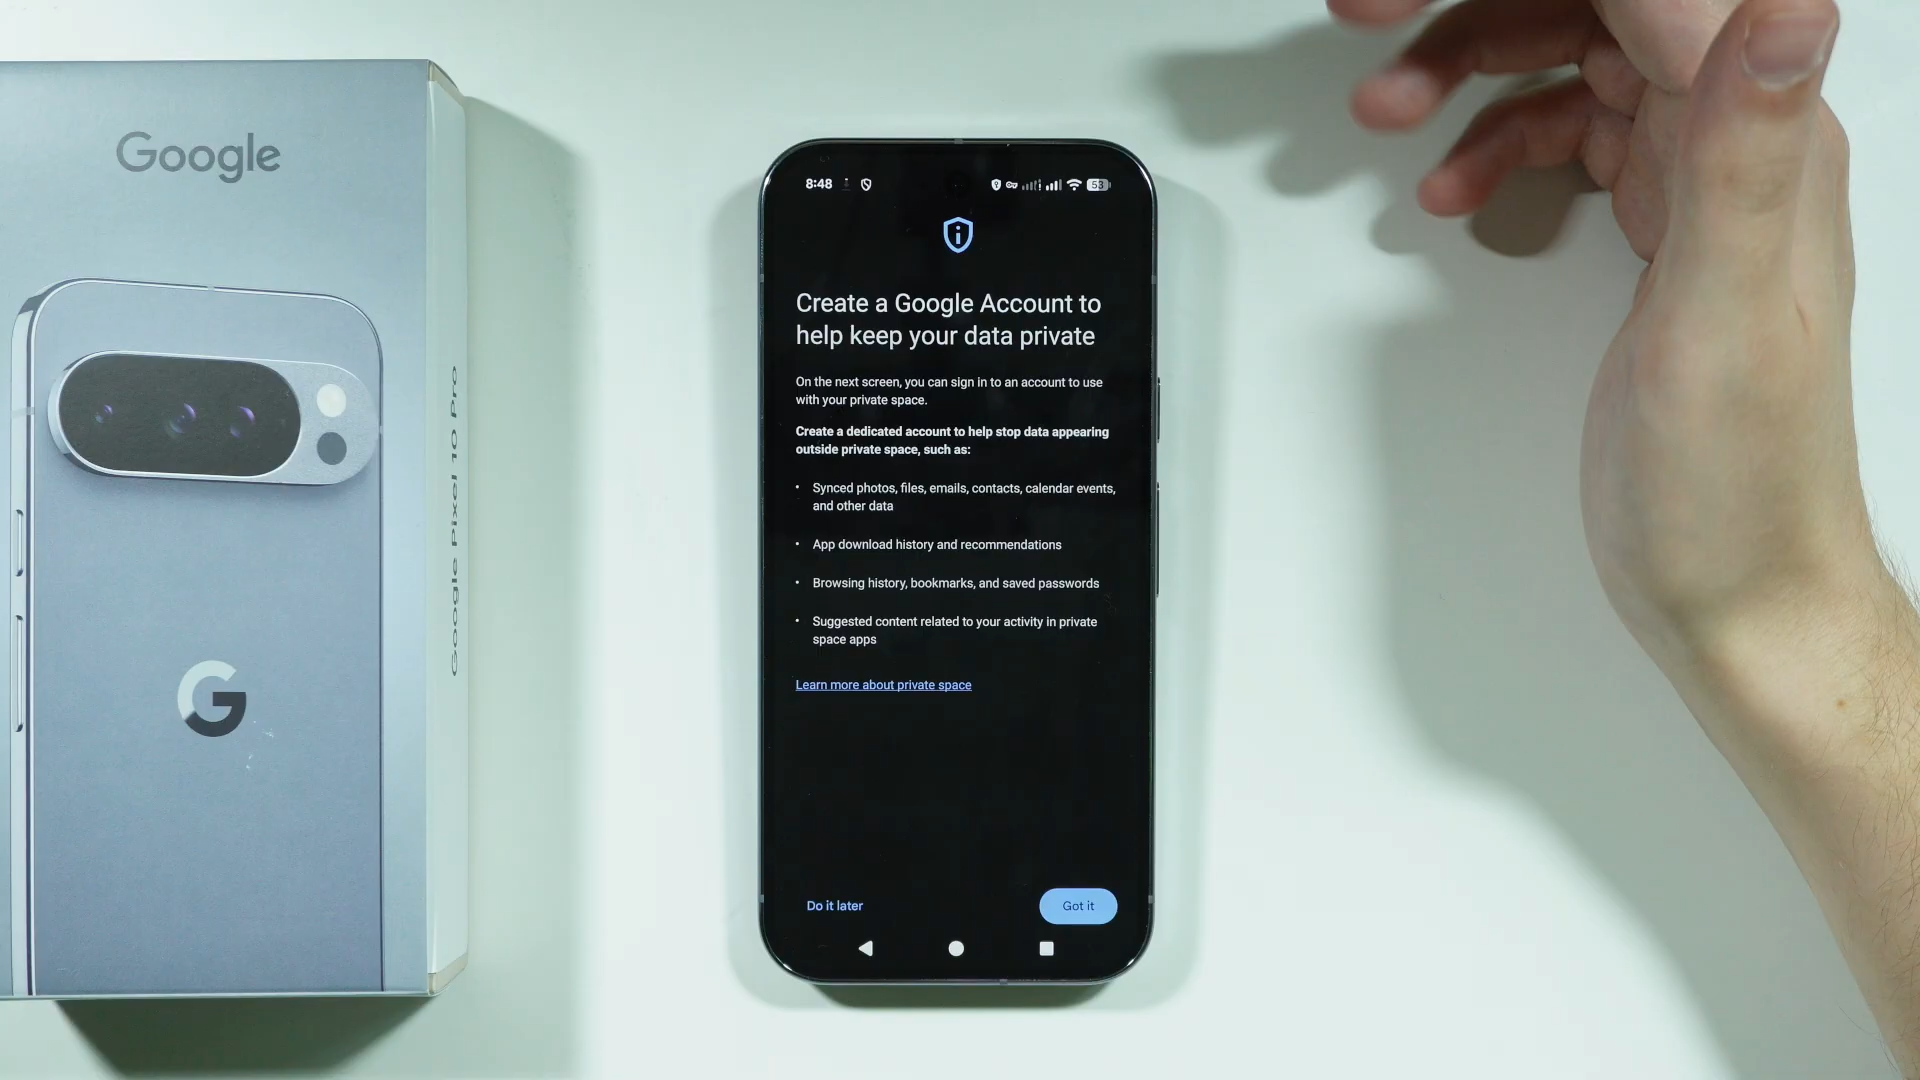 Google
Google Pixel 10 Pro
8:48
53
Create a Google Account to
help keep your data private
On the next screen, you can sign in to an account to use
with your private space.
Create a dedicated account to help stop data appearing
outside private space, such as:
• Synced photos, files, emails, contacts, calendar events,
and other data
• App download history and recommendations
• Browsing history, bookmarks, and saved passwords
• Suggested content related to your activity in private
space apps
Learn more about private space
Do it later
Got it